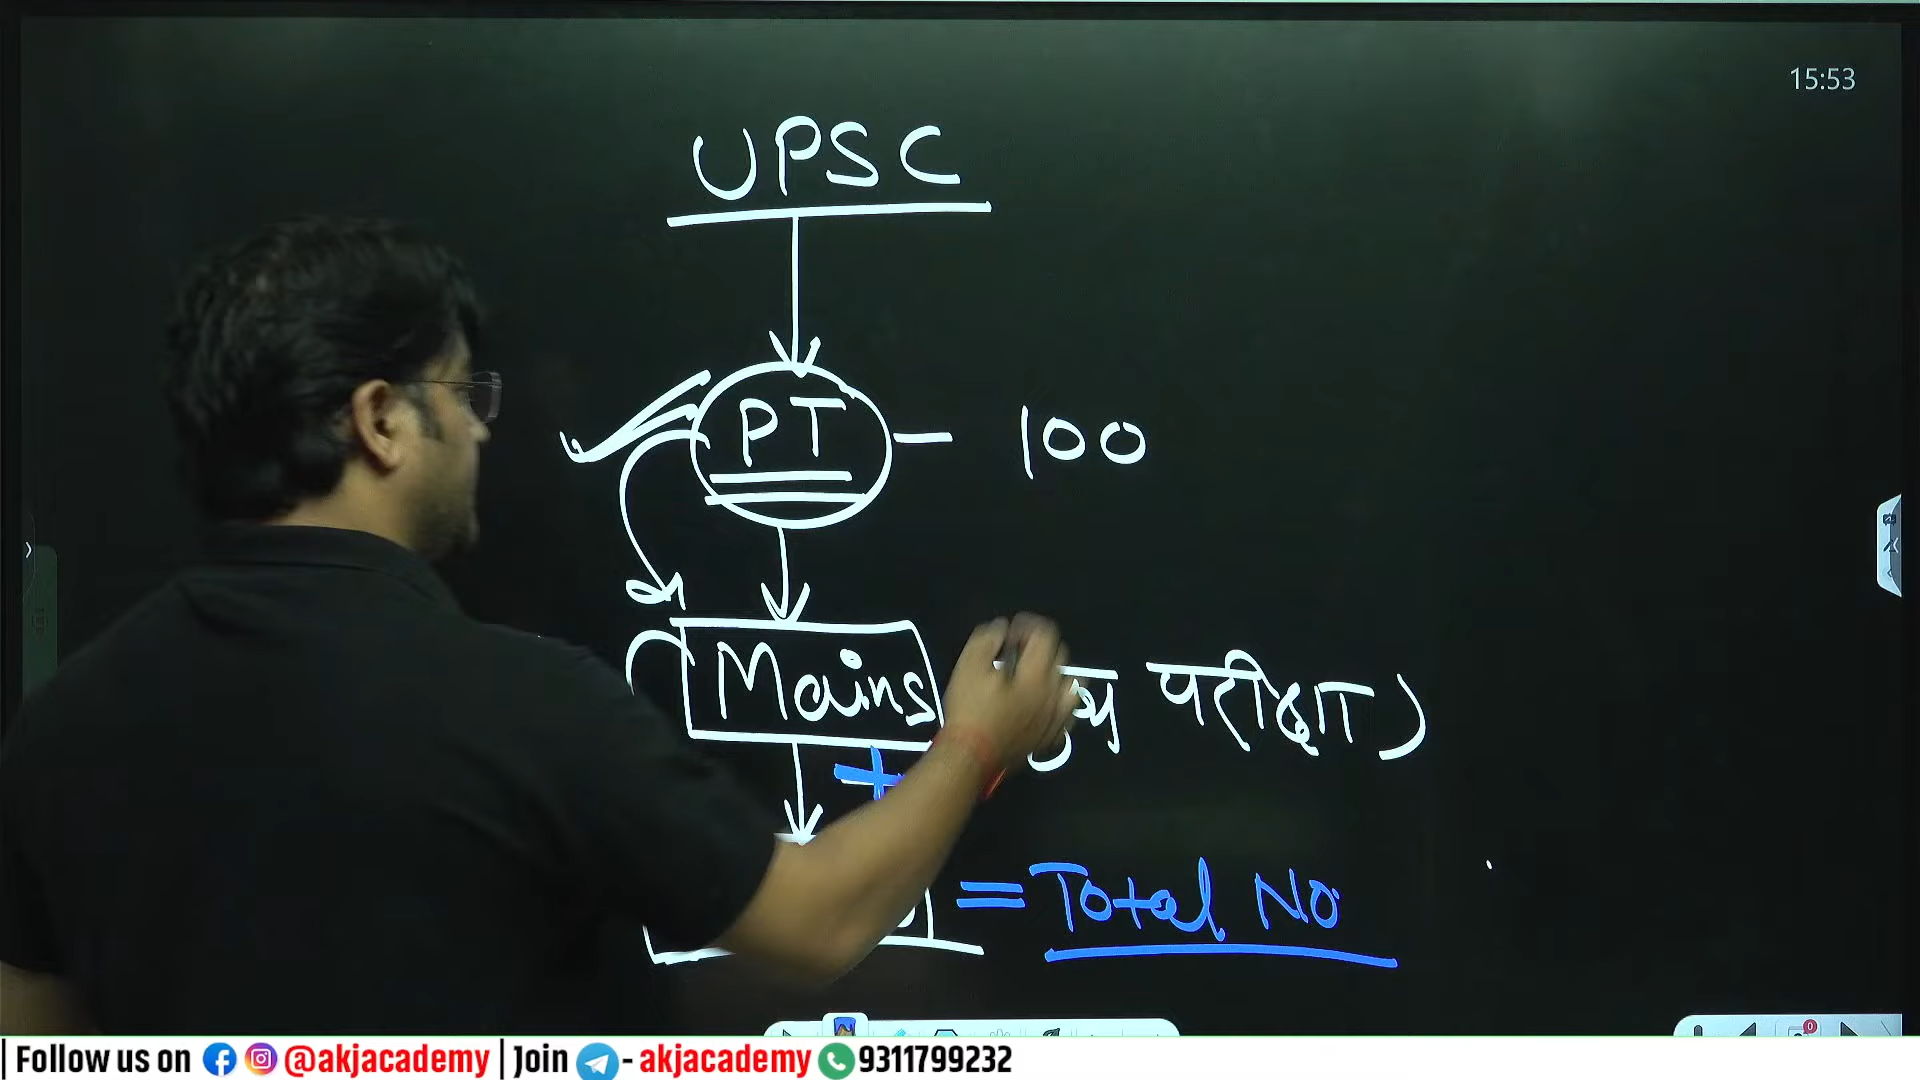 15:53
UPSC
PT - 100
Mains परीक्षा)
+
= Total No
| Follow us on @akjacademy | Join - akjacademy 9311799232